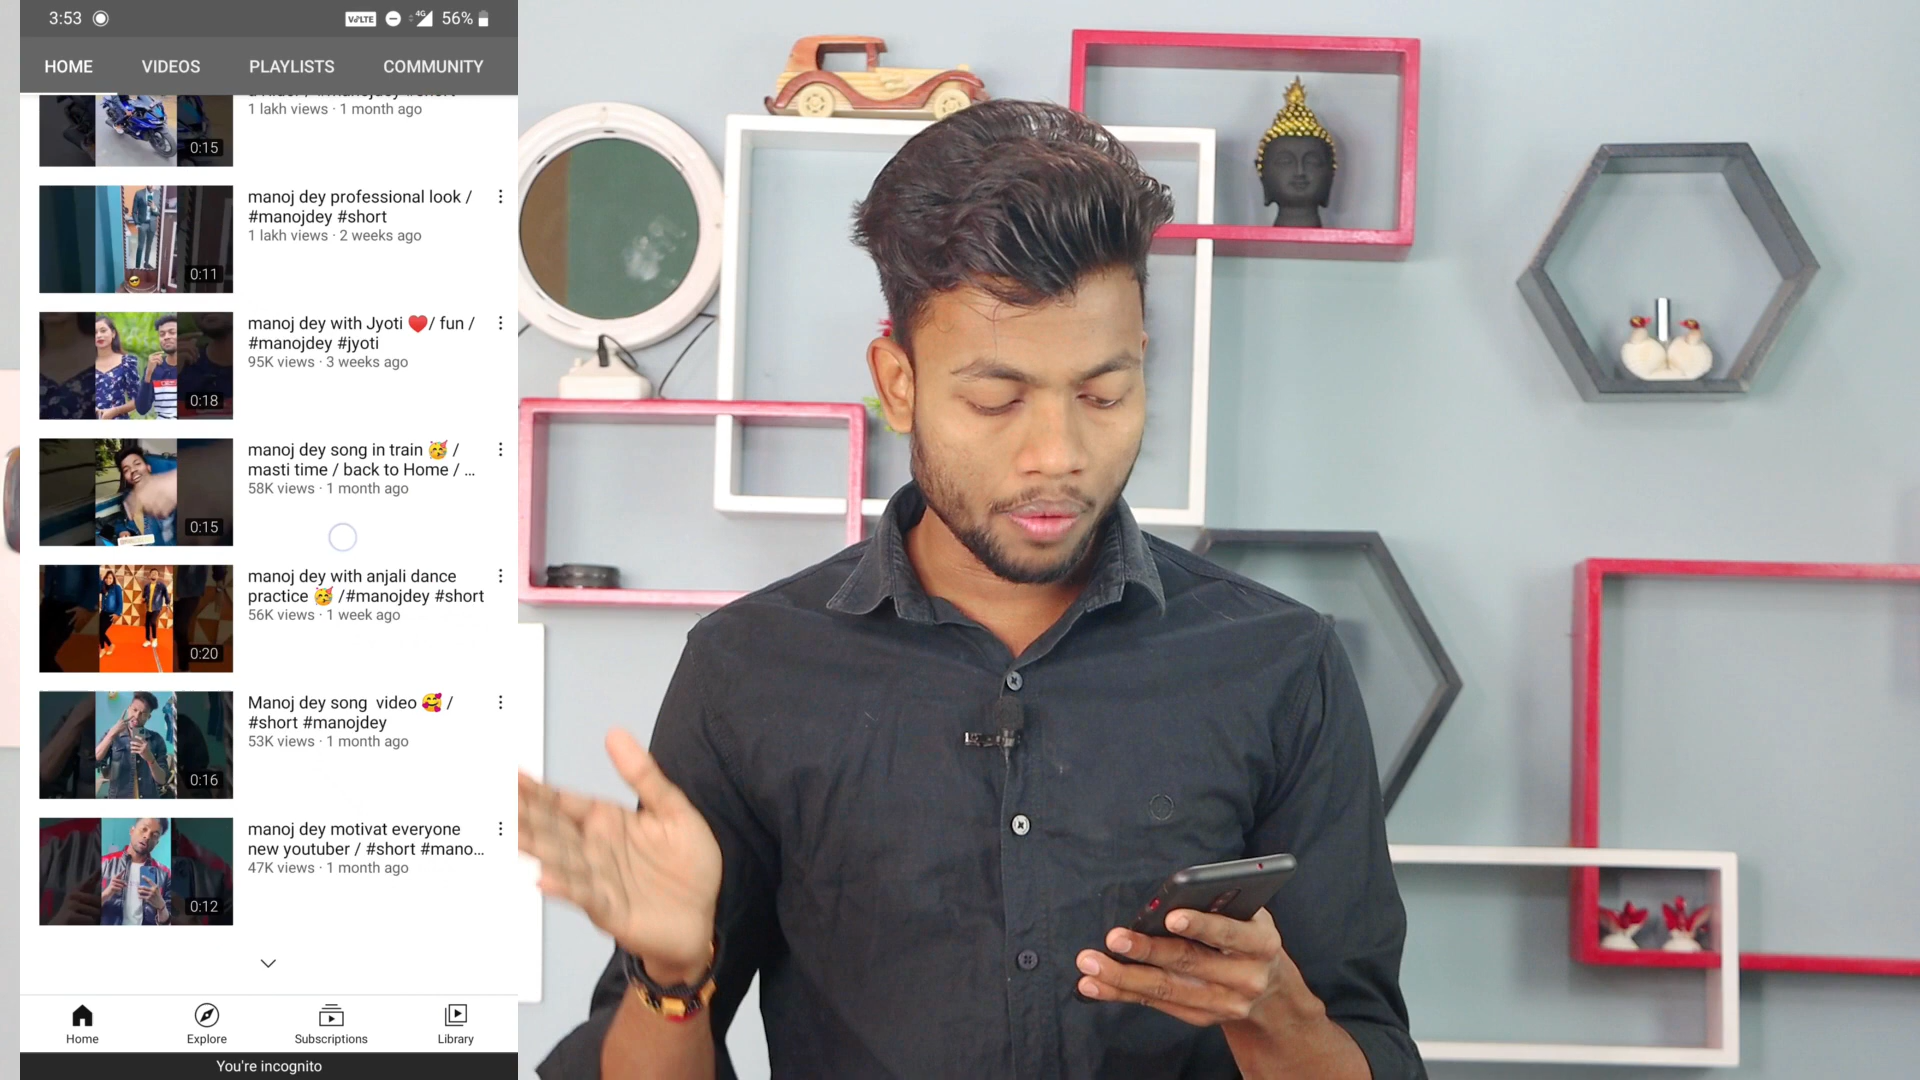 3:53
VoLTE
4G
56%
HOME
VIDEOS
PLAYLISTS
COMMUNITY
1 lakh views · 1 month ago
0:15
manoj dey professional look /
#manojdey #short
1 lakh views · 2 weeks ago
0:11
manoj dey with Jyoti ♥️/ fun /
#manojdey #jyoti
95K views · 3 weeks ago
0:18
manoj dey song in train 🥳 /
masti time / back to Home / ...
58K views · 1 month ago
0:15
manoj dey with anjali dance
practice 🥳 /#manojdey #short
56K views · 1 week ago
0:20
Manoj dey song  video 🥰 /
#short #manojdey
53K views · 1 month ago
0:16
manoj dey motivat everyone
new youtuber / #short #mano...
47K views · 1 month ago
0:12
Home
Explore
Subscriptions
Library
You're incognito